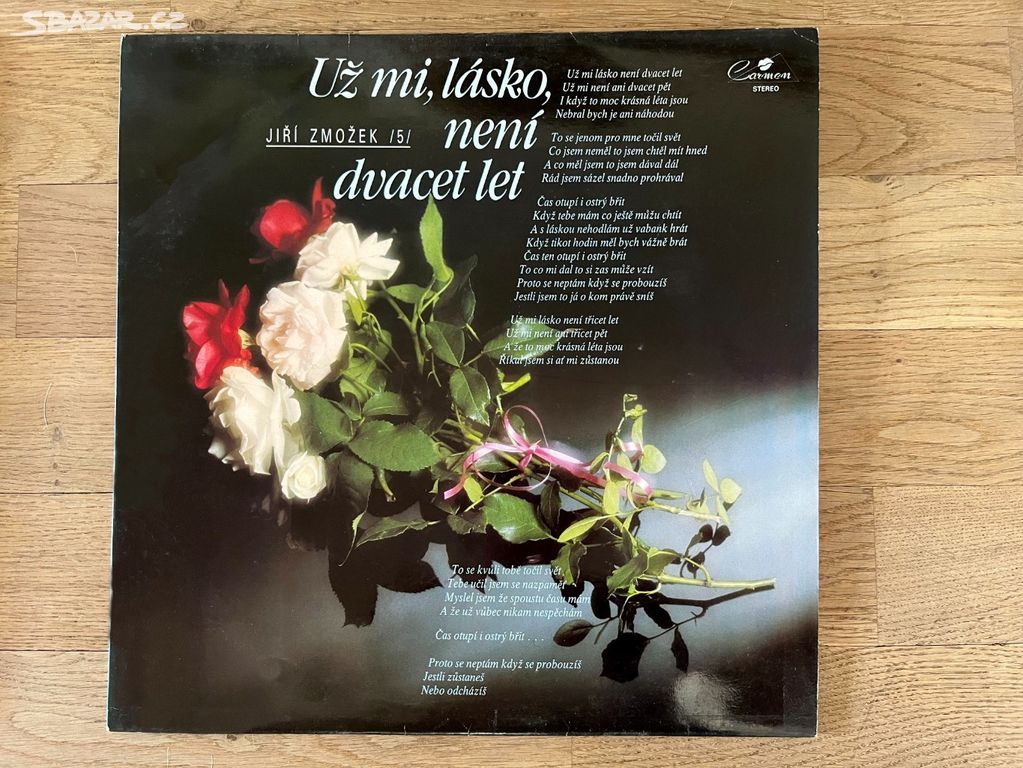 SBAZAR.CZ
Už mi, lásko,
není
dvacet let
JIŘÍ ZMOŽEK /5/
Carmen
STEREO
Už mi lásko není dvacet let
Už mi není ani dvacet pět
I když to moc krásná léta jsou
Nebral bych je ani náhodou
To se jenom pro mne točil svět
Co jsem neměl to jsem chtěl mít hned
A co měl jsem to jsem dával dál
Rád jsem sázel snadno prohrával
Čas otupí i ostrý břit
Když tebe mám co ještě můžu chtít
A s láskou nehodlám už vabank hrát
Když tikot hodin měl bych vážně brát
Čas ten otupí i ostrý břit
To co mi dal to si zas může vzít
Proto se neptám když se probouzíš
Jestli jsem to já o kom právě sníš
Už mi lásko není třicet let
Už mi není ani třicet pět
A že to moc krásná léta jsou
Říkal jsem si ať mi zůstanou
To se kvůli tobě točil svět
Tebe učil jsem se nazpamět
Myslel jsem že spoustu času mám
A že už vůbec nikam nespěchám
Čas otupí i ostrý břit . . .
Proto se neptám když se probouzíš
Jestli zůstaneš
Nebo odcházíš